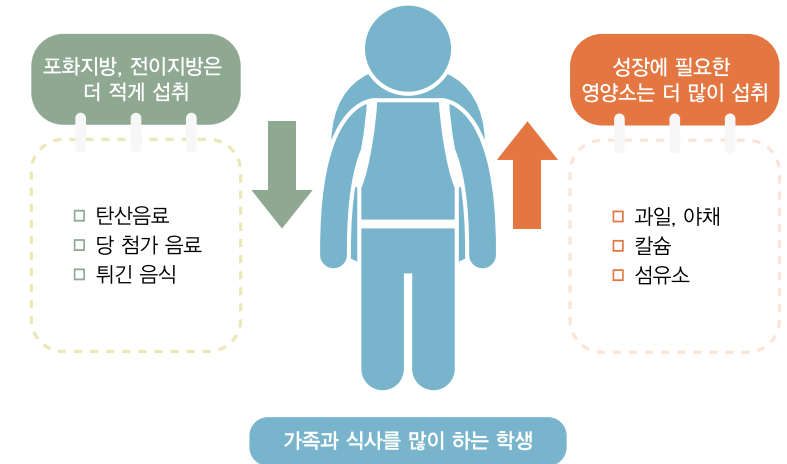 포화지방, 전이지방은
더 적게 섭취
탄산음료
당 첨가 음료
튀긴 음식
성장에 필요한
영양소는 더 많이 섭취
과일, 야채
칼슘
섬유소
가족과 식사를 많이 하는 학생